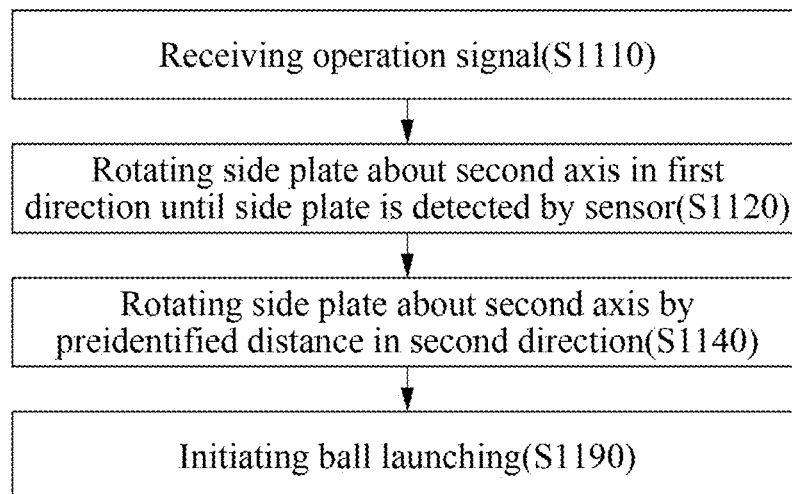 Receiving operation signal(S1110)
Rotating side plate about second axis in first
direction until side plate is detected by sensor(S1120)
Rotating side plate about second axis by
preidentified distance in second direction(S1140)
Initiating ball launching(S1190)